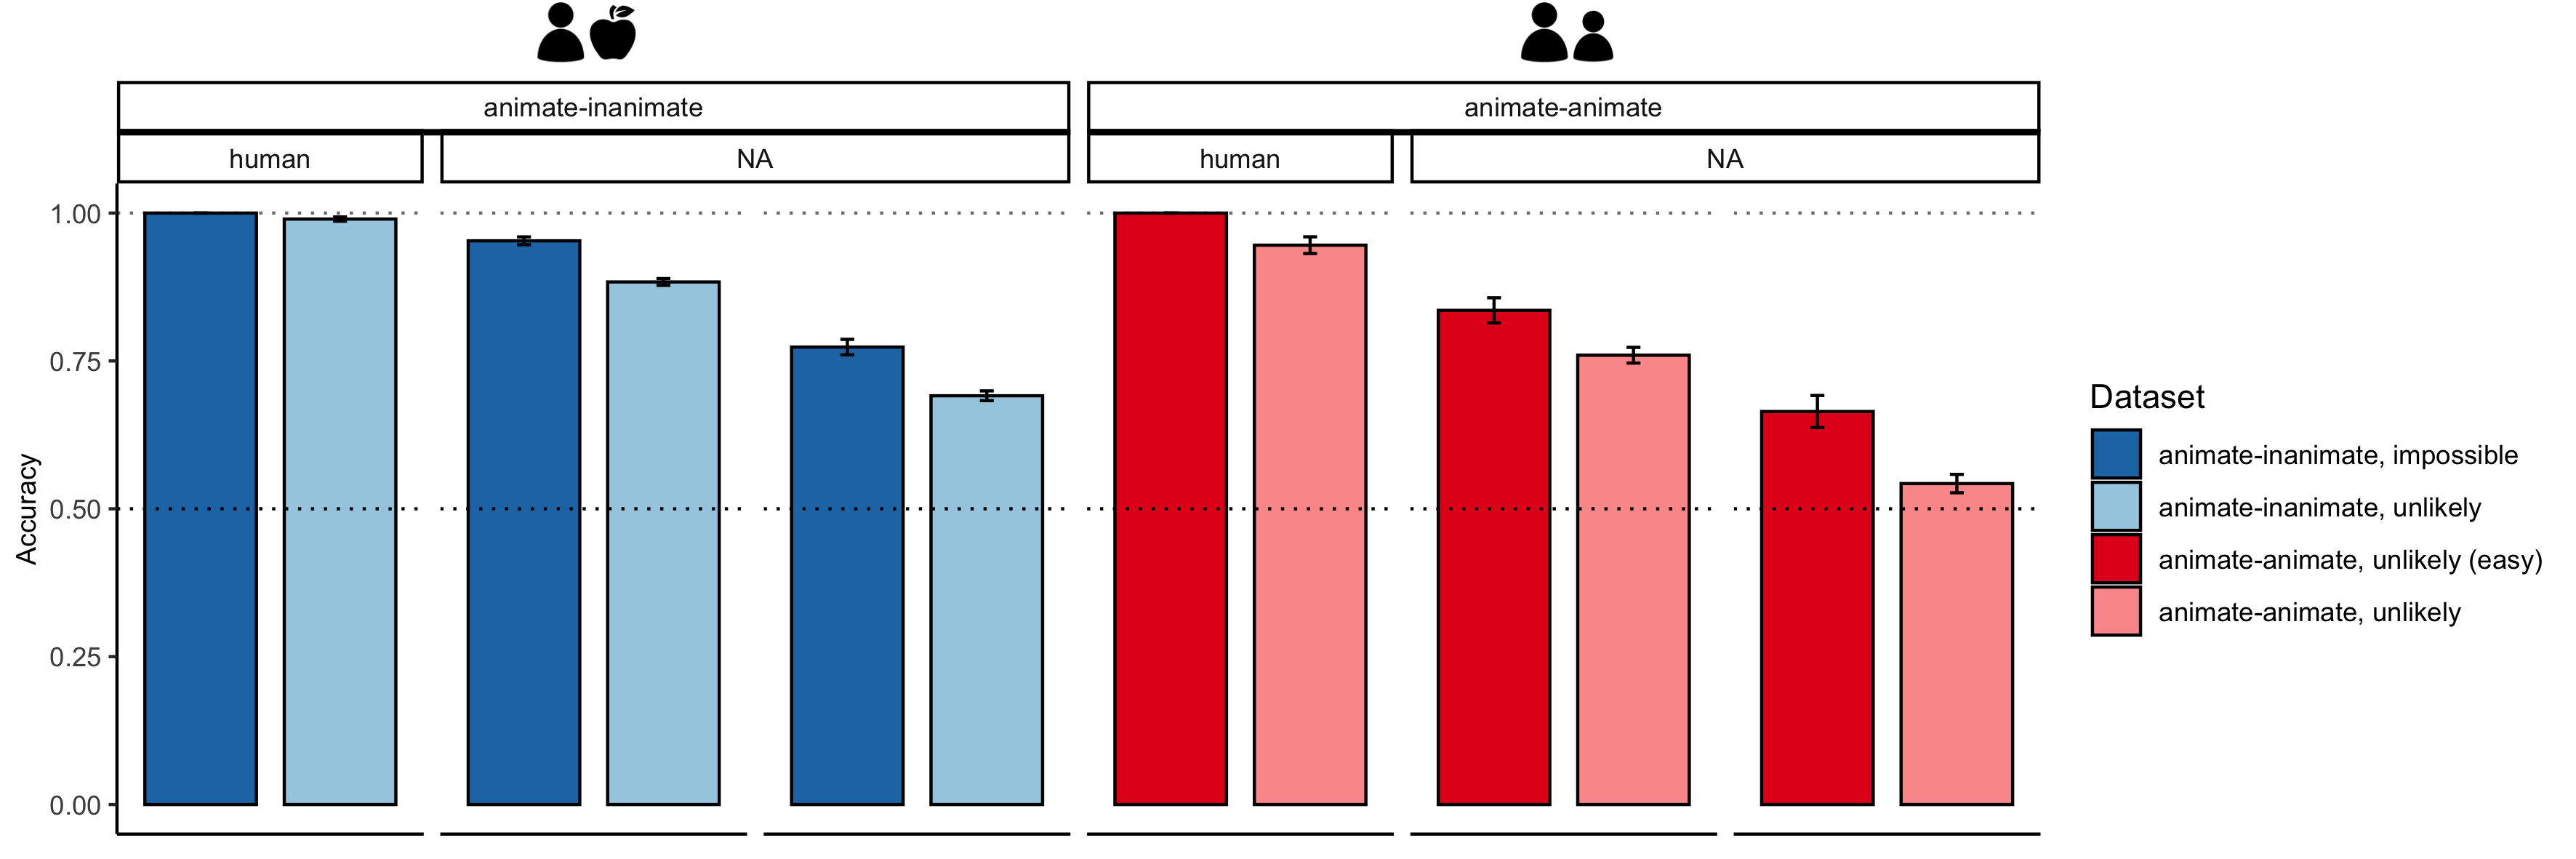 animate-inanimate
animate-animate
human
NA
human
NA
1.00
0.75
0.50
0.25
0.00
Accuracy
Dataset
animate-inanimate, impossible
animate-inanimate, unlikely
animate-animate, unlikely (easy)
animate-animate, unlikely